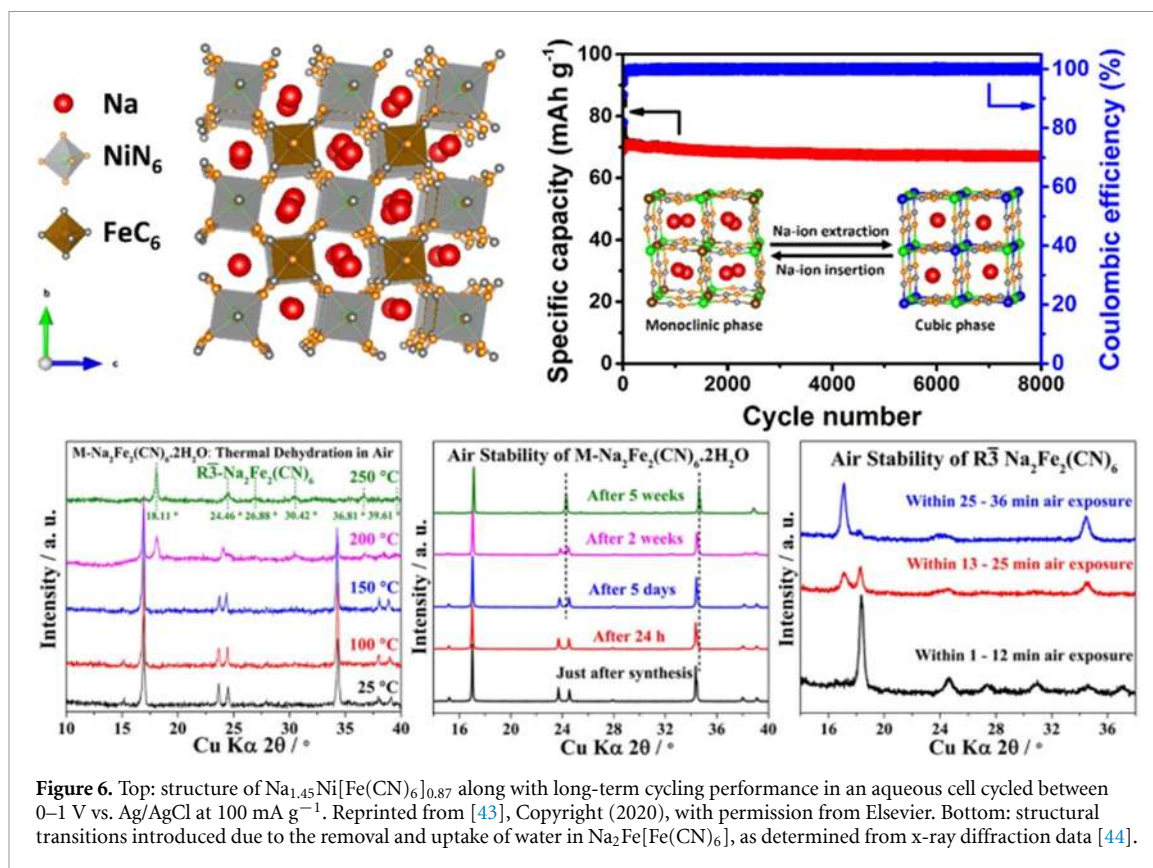 Na
NiN6
FeC6
b
c
Specific capacity (mAh g-1)
100
80
60
40
20
0
Na-ion extraction
Na-ion insertion
Monoclinic phase
Cubic phase
0
2000
4000
6000
8000
Cycle number
100
80
60
40
20
0
Coulombic efficiency (%)
M-Na2Fe2(CN)6.2H2O: Thermal Dehydration in Air
R3̅-Na2Fe2(CN)6
250 °C
18.11 °
24.46 °
26.88 °
30.42 °
36.81 °
39.61 °
200 °C
150 °C
100 °C
25 °C
Intensity / a. u.
10 15 20 25 30 35 40
Cu Kα 2θ / °
Air Stability of M-Na2Fe2(CN)6.2H2O
After 5 weeks
After 2 weeks
After 5 days
After 24 h
Just after synthesis
Intensity / a. u.
16 20 24 28 32 36 40
Cu Kα 2θ / °
Air Stability of R3̅ Na2Fe2(CN)6
Within 25 - 36 min air exposure
Within 13 - 25 min air exposure
Within 1 - 12 min air exposure
Intensity / a. u.
16 20 24 28 32 36
Cu Kα 2θ / °
Figure 6. Top: structure of Na1.45Ni[Fe(CN)6]0.87 along with long-term cycling performance in an aqueous cell cycled between
0–1 V vs. Ag/AgCl at 100 mA g−1. Reprinted from [43], Copyright (2020), with permission from Elsevier. Bottom: structural
transitions introduced due to the removal and uptake of water in Na2Fe[Fe(CN)6], as determined from x-ray diffraction data [44].